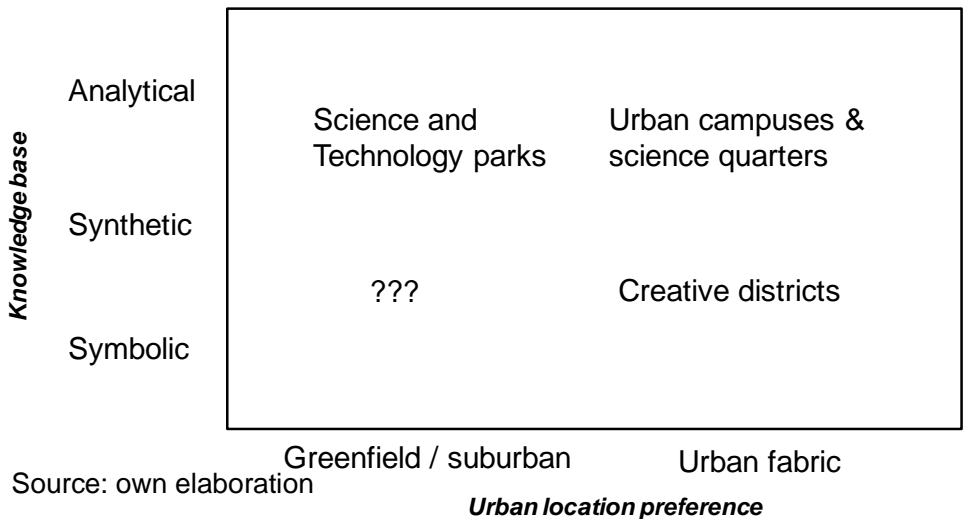 Analytical
Science and
Technology parks
Urban campuses &
science quarters
Knowledge base
Synthetic
???
Creative districts
Symbolic
Greenfield / suburban
Urban fabric
Source: own elaboration
Urban location preference